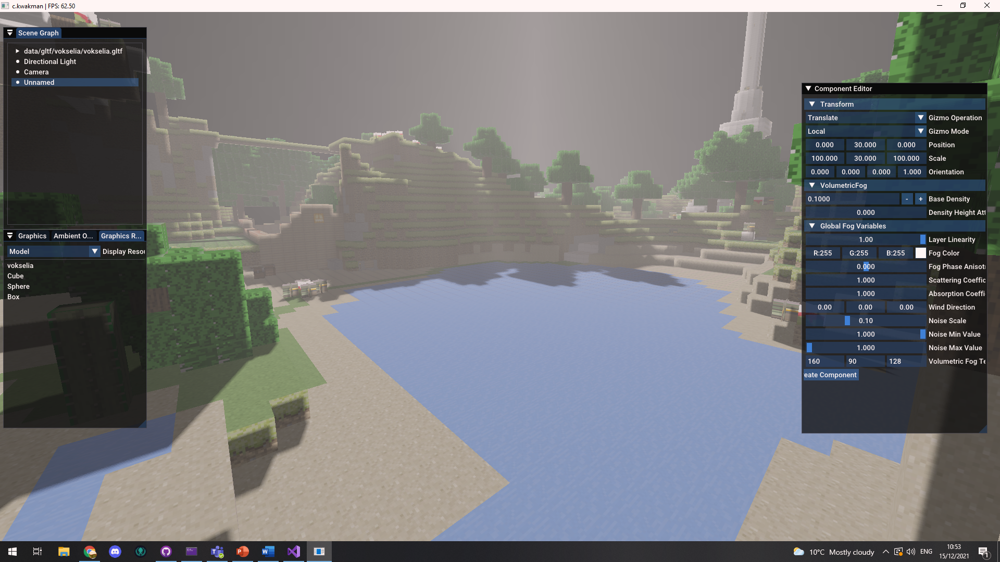 c.kwakman | FPS: 62.50
Scene Graph
data/gltf/vokselia/vokselia.gltf
Directional Light
Camera
Unnamed
Graphics Ambient O... Graphics R...
Model Display Resou
vokselia
Cube
Sphere
Box
Component Editor
Transform
Translate Gizmo Operation
Local Gizmo Mode
0.000 30.000 0.000 Position
100.000 30.000 100.000 Scale
0.000 0.000 0.000 1.000 Orientation
VolumetricFog
0.1000 - + Base Density
0.000 Density Height Att
Global Fog Variables
1.00 Layer Linearity
R:255 G:255 B:255 Fog Color
0.000 Fog Phase Anisotr
1.000 Scattering Coeffic
1.000 Absorption Coeffi
0.00 0.00 0.00 Wind Direction
0.10 Noise Scale
1.000 Noise Min Value
1.000 Noise Max Value
160 90 128 Volumetric Fog Te
eate Component
10°C Mostly cloudy ENG 10:53
15/12/2021
1